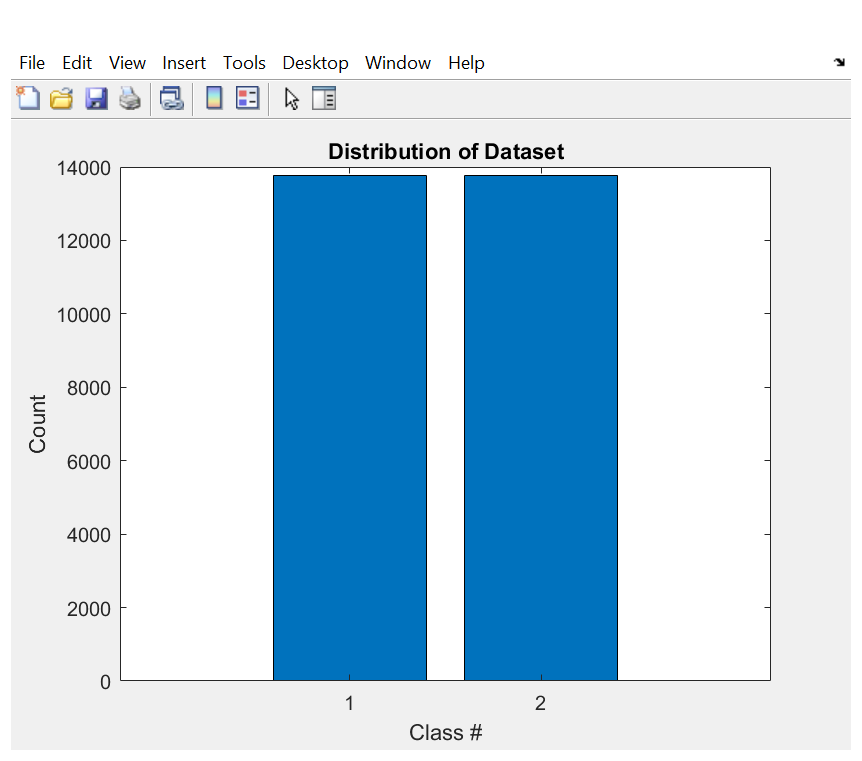 File Edit View Insert Tools Desktop Window Help
Distribution of Dataset
14000
12000
10000
8000
6000
4000
2000
0
Count
1 2
Class #